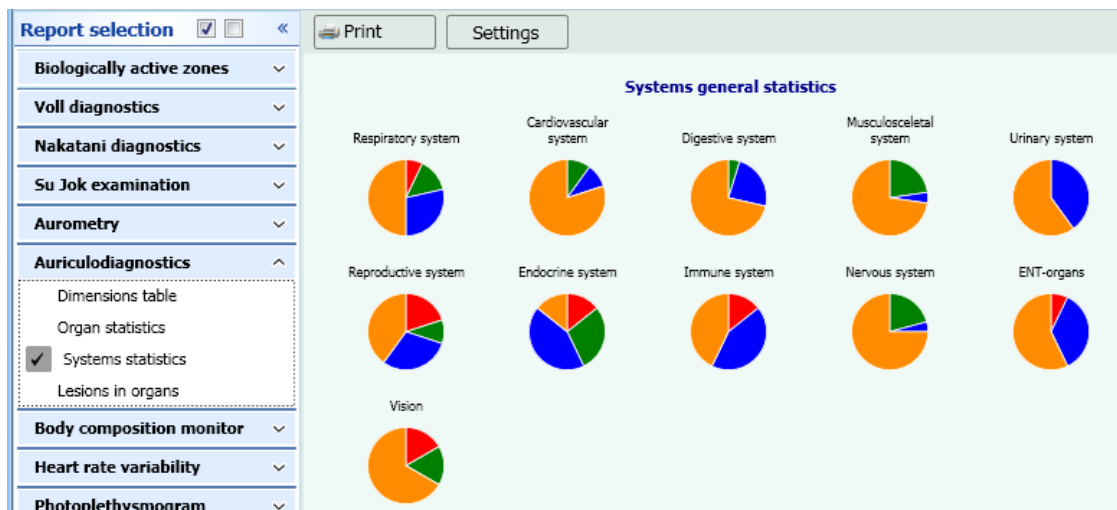 Report selection
Biologically active zones
Voll diagnostics
Nakatani diagnostics
Su Jok examination
Aurometry
Auriculodiagnostics
Dimensions table
Organ statistics
Systems statistics
Lesions in organs
Body composition monitor
Heart rate variability
Photoplethysmogram
Print
Settings
Systems general statistics
Respiratory system
Cardiovascular
system
Digestive system
Musculosceletal
system
Urinary system
Reproductive system
Endocrine system
Immune system
Nervous system
ENT-organs
Vision